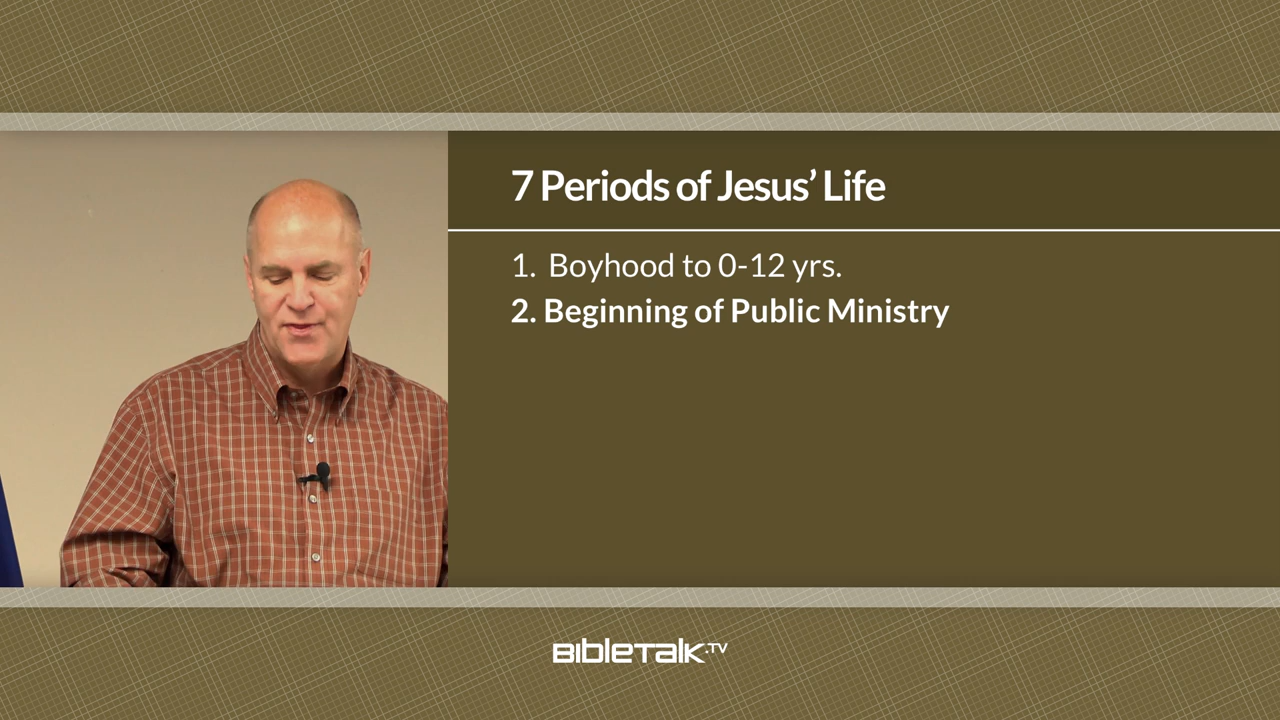 7 Periods of Jesus’ Life
1. Boyhood to 0-12 yrs.
2. Beginning of Public Ministry
BIBLETALK.TV